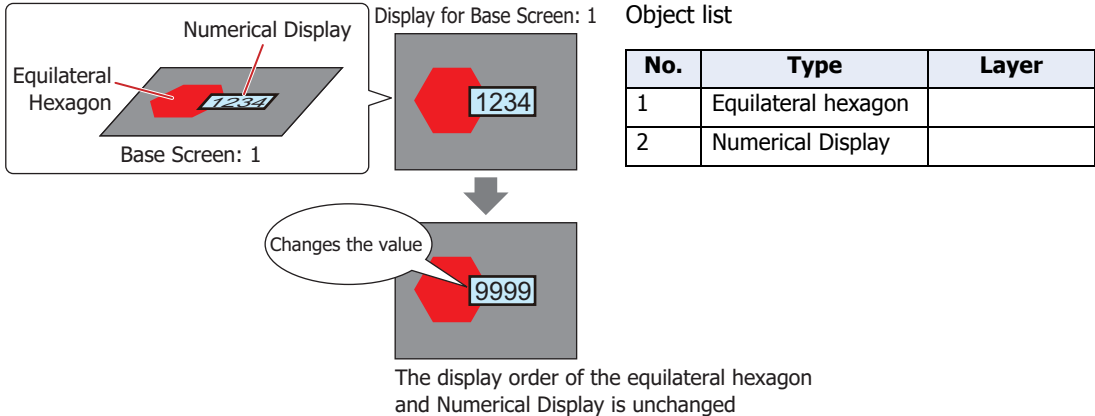 Numerical Display
Equilateral
Hexagon
1234
Base Screen: 1
Display for Base Screen: 1
1234
Changes the value
9999
The display order of the equilateral hexagon
and Numerical Display is unchanged
Object list
No. Type Layer
1 Equilateral hexagon
2 Numerical Display